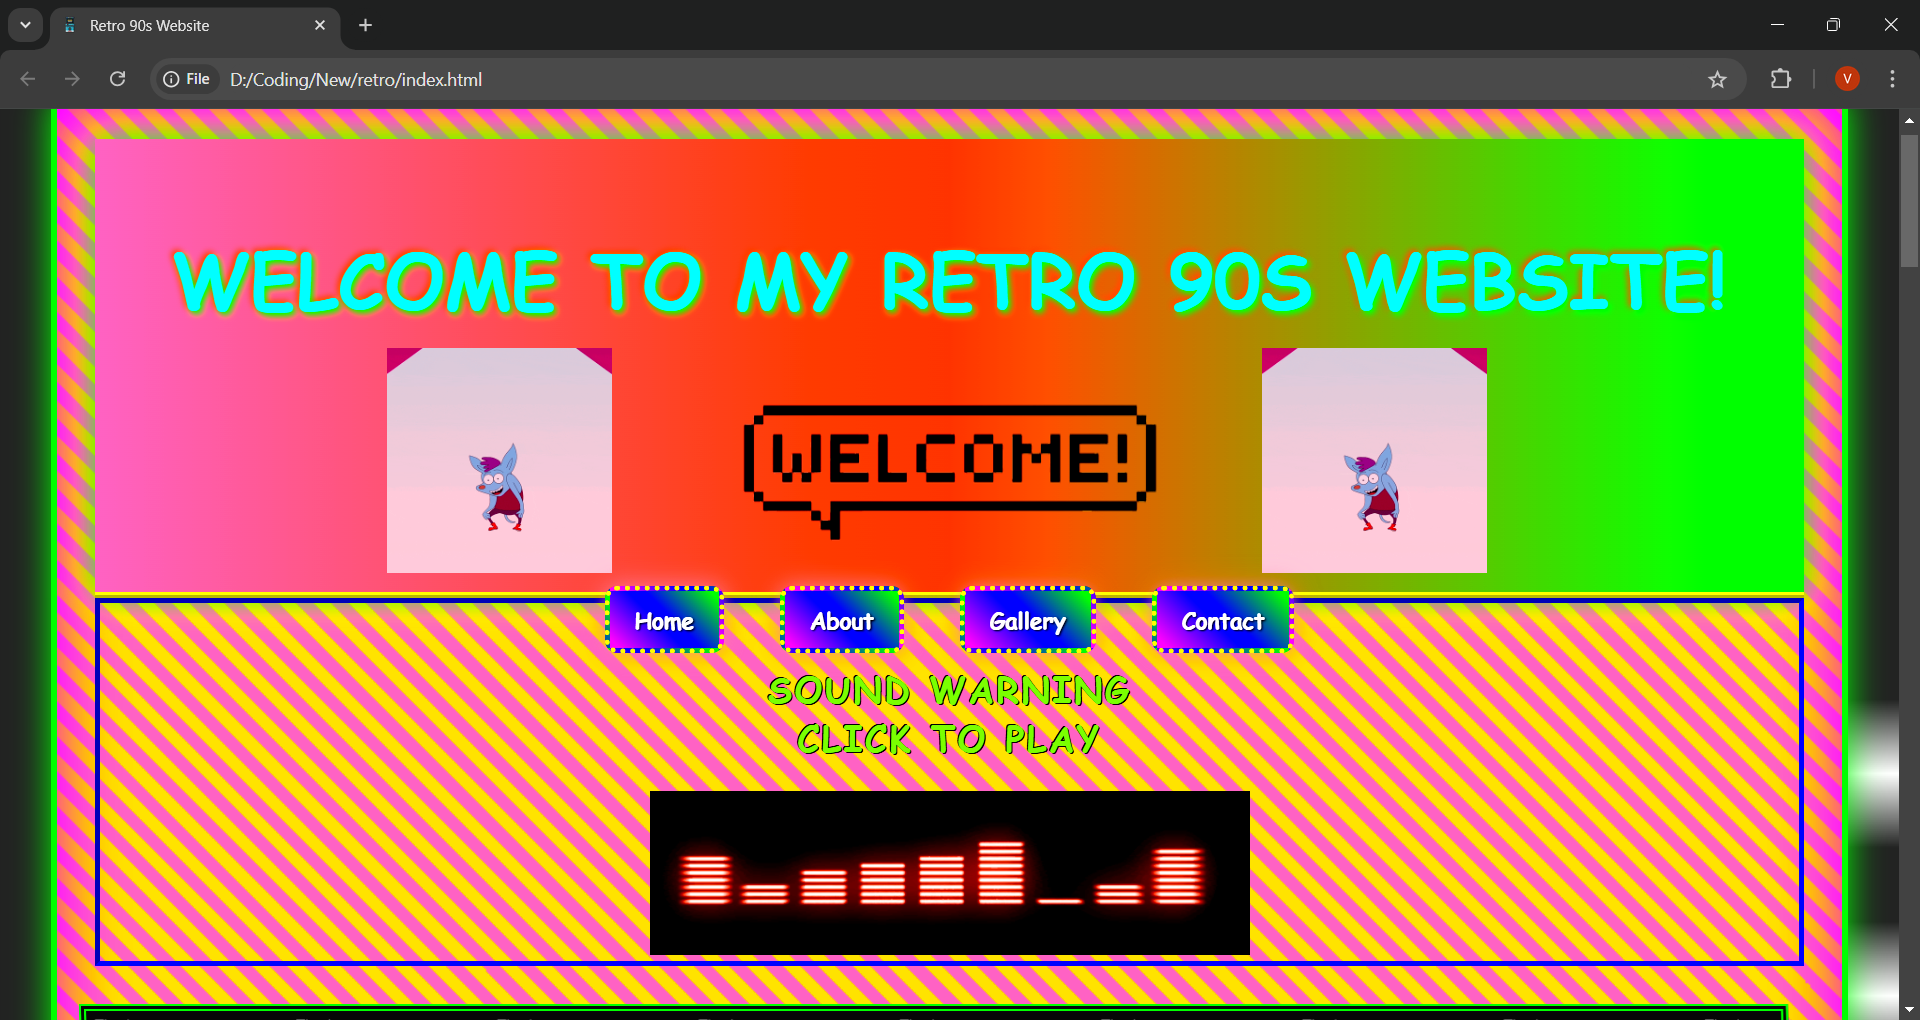 Retro 90s Website
File D:/Coding/New/retro/index.html
V
WELCOME TO MY RETRO 90S WEBSITE!
WELCOME!
Home About Gallery Contact
SOUND WARNING
CLICK TO PLAY